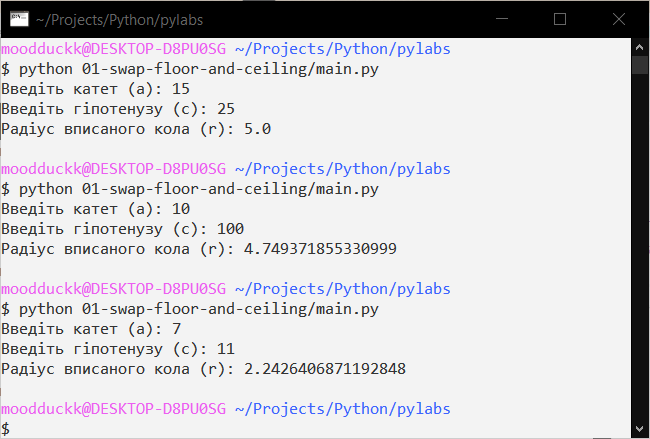 ~/Projects/Python/pylabs
moodduckk@DESKTOP-D8PU0SG ~/Projects/Python/pylabs
$ python 01-swap-floor-and-ceiling/main.py
Введіть катет (a): 15
Введіть гіпотенузу (c): 25
Радіус вписаного кола (r): 5.0
moodduckk@DESKTOP-D8PU0SG ~/Projects/Python/pylabs
$ python 01-swap-floor-and-ceiling/main.py
Введіть катет (a): 10
Введіть гіпотенузу (c): 100
Радіус вписаного кола (r): 4.749371855330999
moodduckk@DESKTOP-D8PU0SG ~/Projects/Python/pylabs
$ python 01-swap-floor-and-ceiling/main.py
Введіть катет (a): 7
Введіть гіпотенузу (c): 11
Радіус вписаного кола (r): 2.2426406871192848
moodduckk@DESKTOP-D8PU0SG ~/Projects/Python/pylabs
$